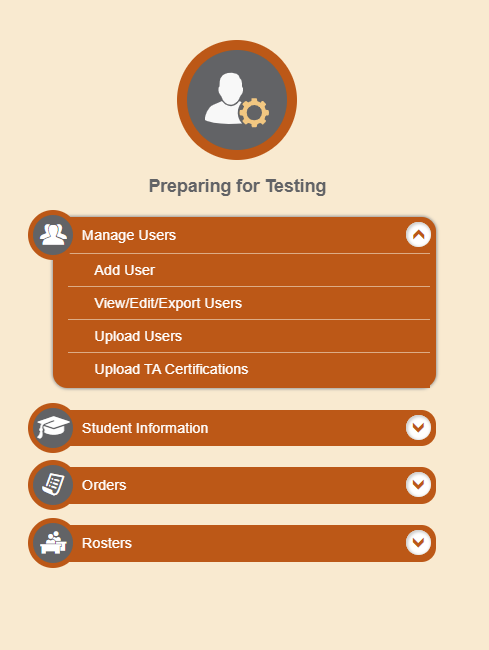 Preparing for Testing
Manage Users
Add User
View/Edit/Export Users
Upload Users
Upload TA Certifications
Student Information
Orders
Rosters